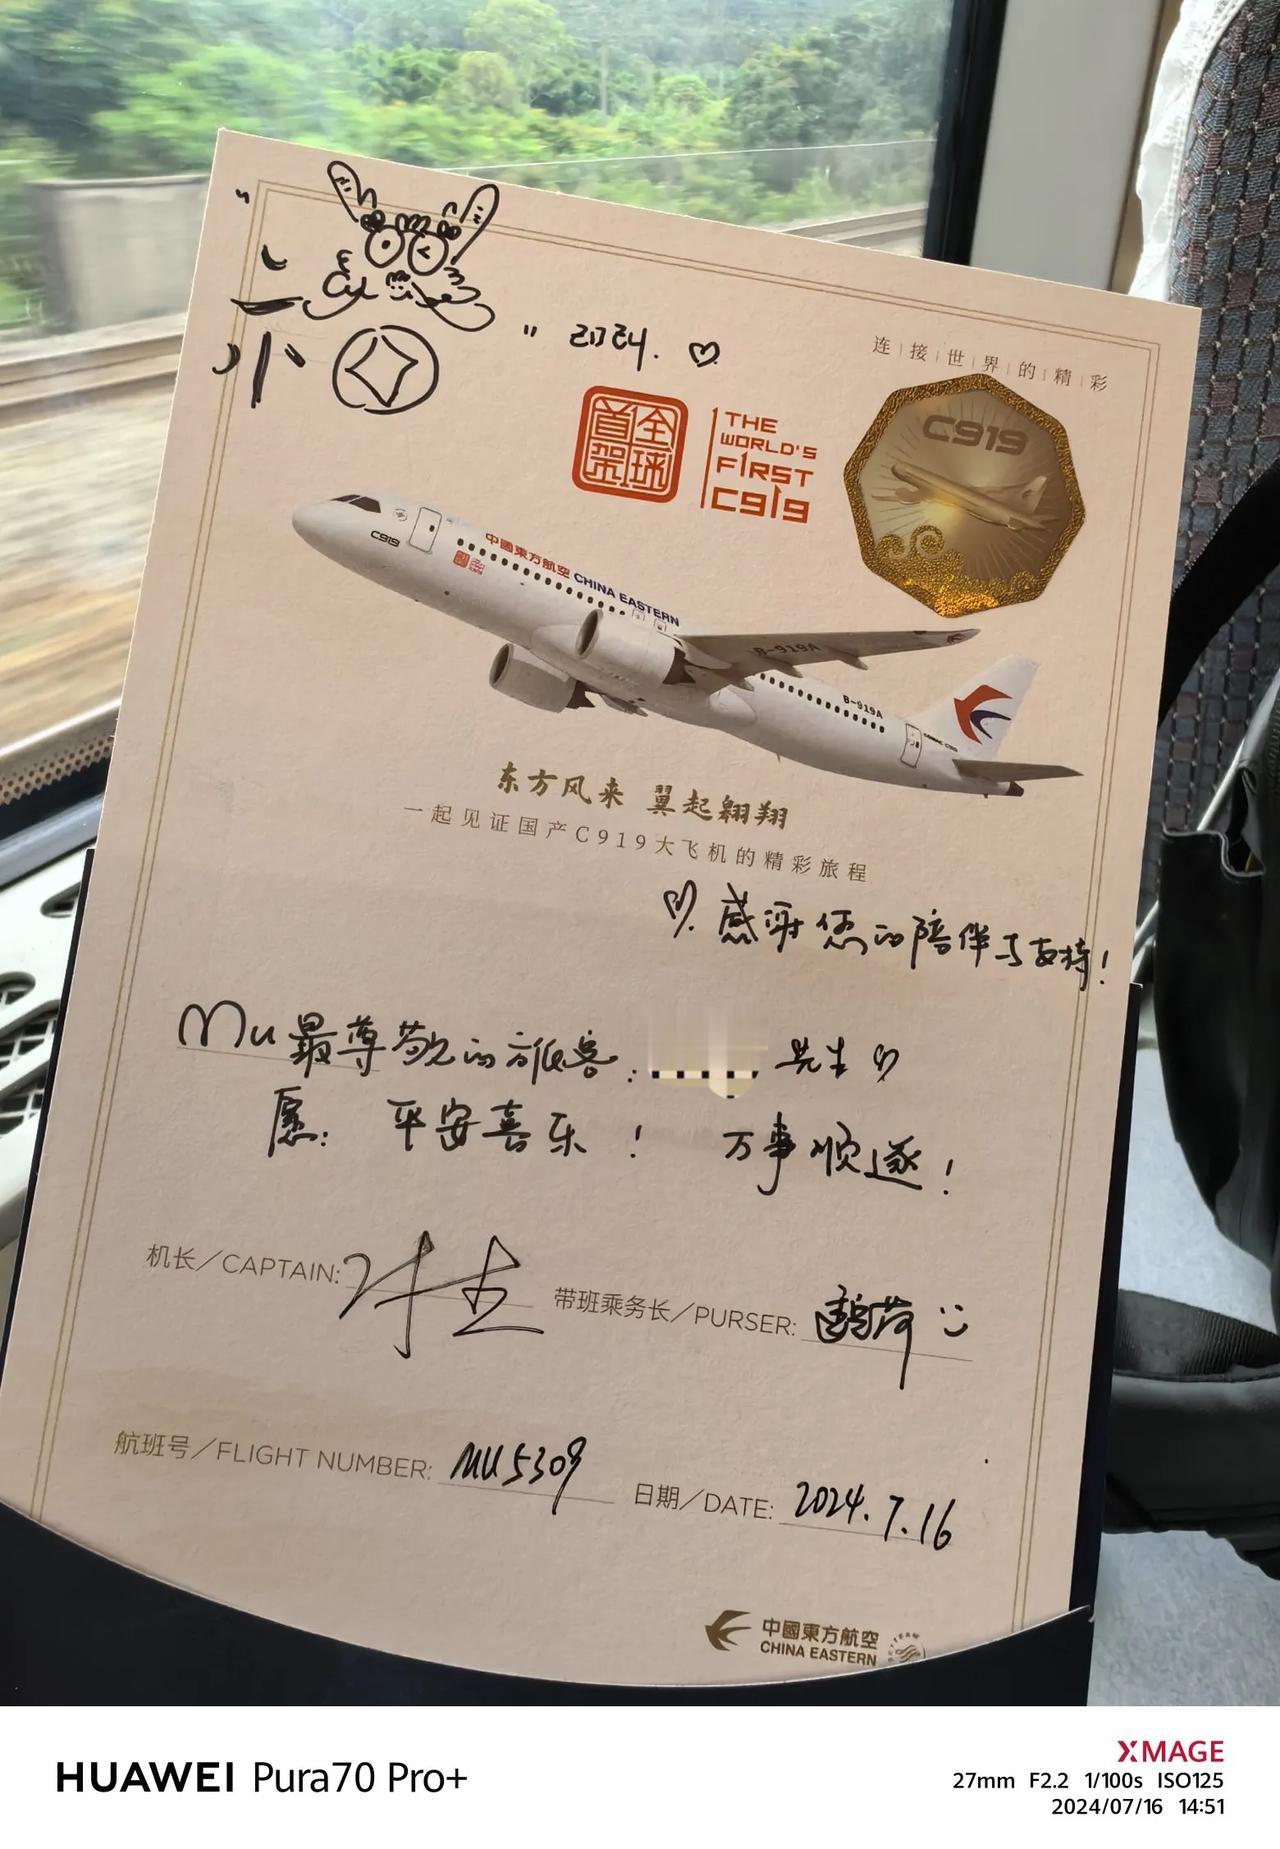 2024.
连接世界的精彩
全球首架
THE
WORLD'S
FIRST
C919
C919
C919
中國東方航空 CHINA EASTERN
B-919A
B-919A
东方风来 翼起翱翔
一起见证国产C919大飞机的精彩旅程
感谢您的陪伴与支持!
Mu最尊敬的旅客: 先生
愿: 平安喜乐! 万事顺遂!
机长/CAPTAIN:
带班乘务长/PURSER:
航班号/FLIGHT NUMBER: MU5309
日期/DATE: 2024.7.16
中國東方航空
CHINA EASTERN
HUAWEI Pura70 Pro+
XMAGE
27mm F2.2 1/100s ISO125
2024/07/16 14:51